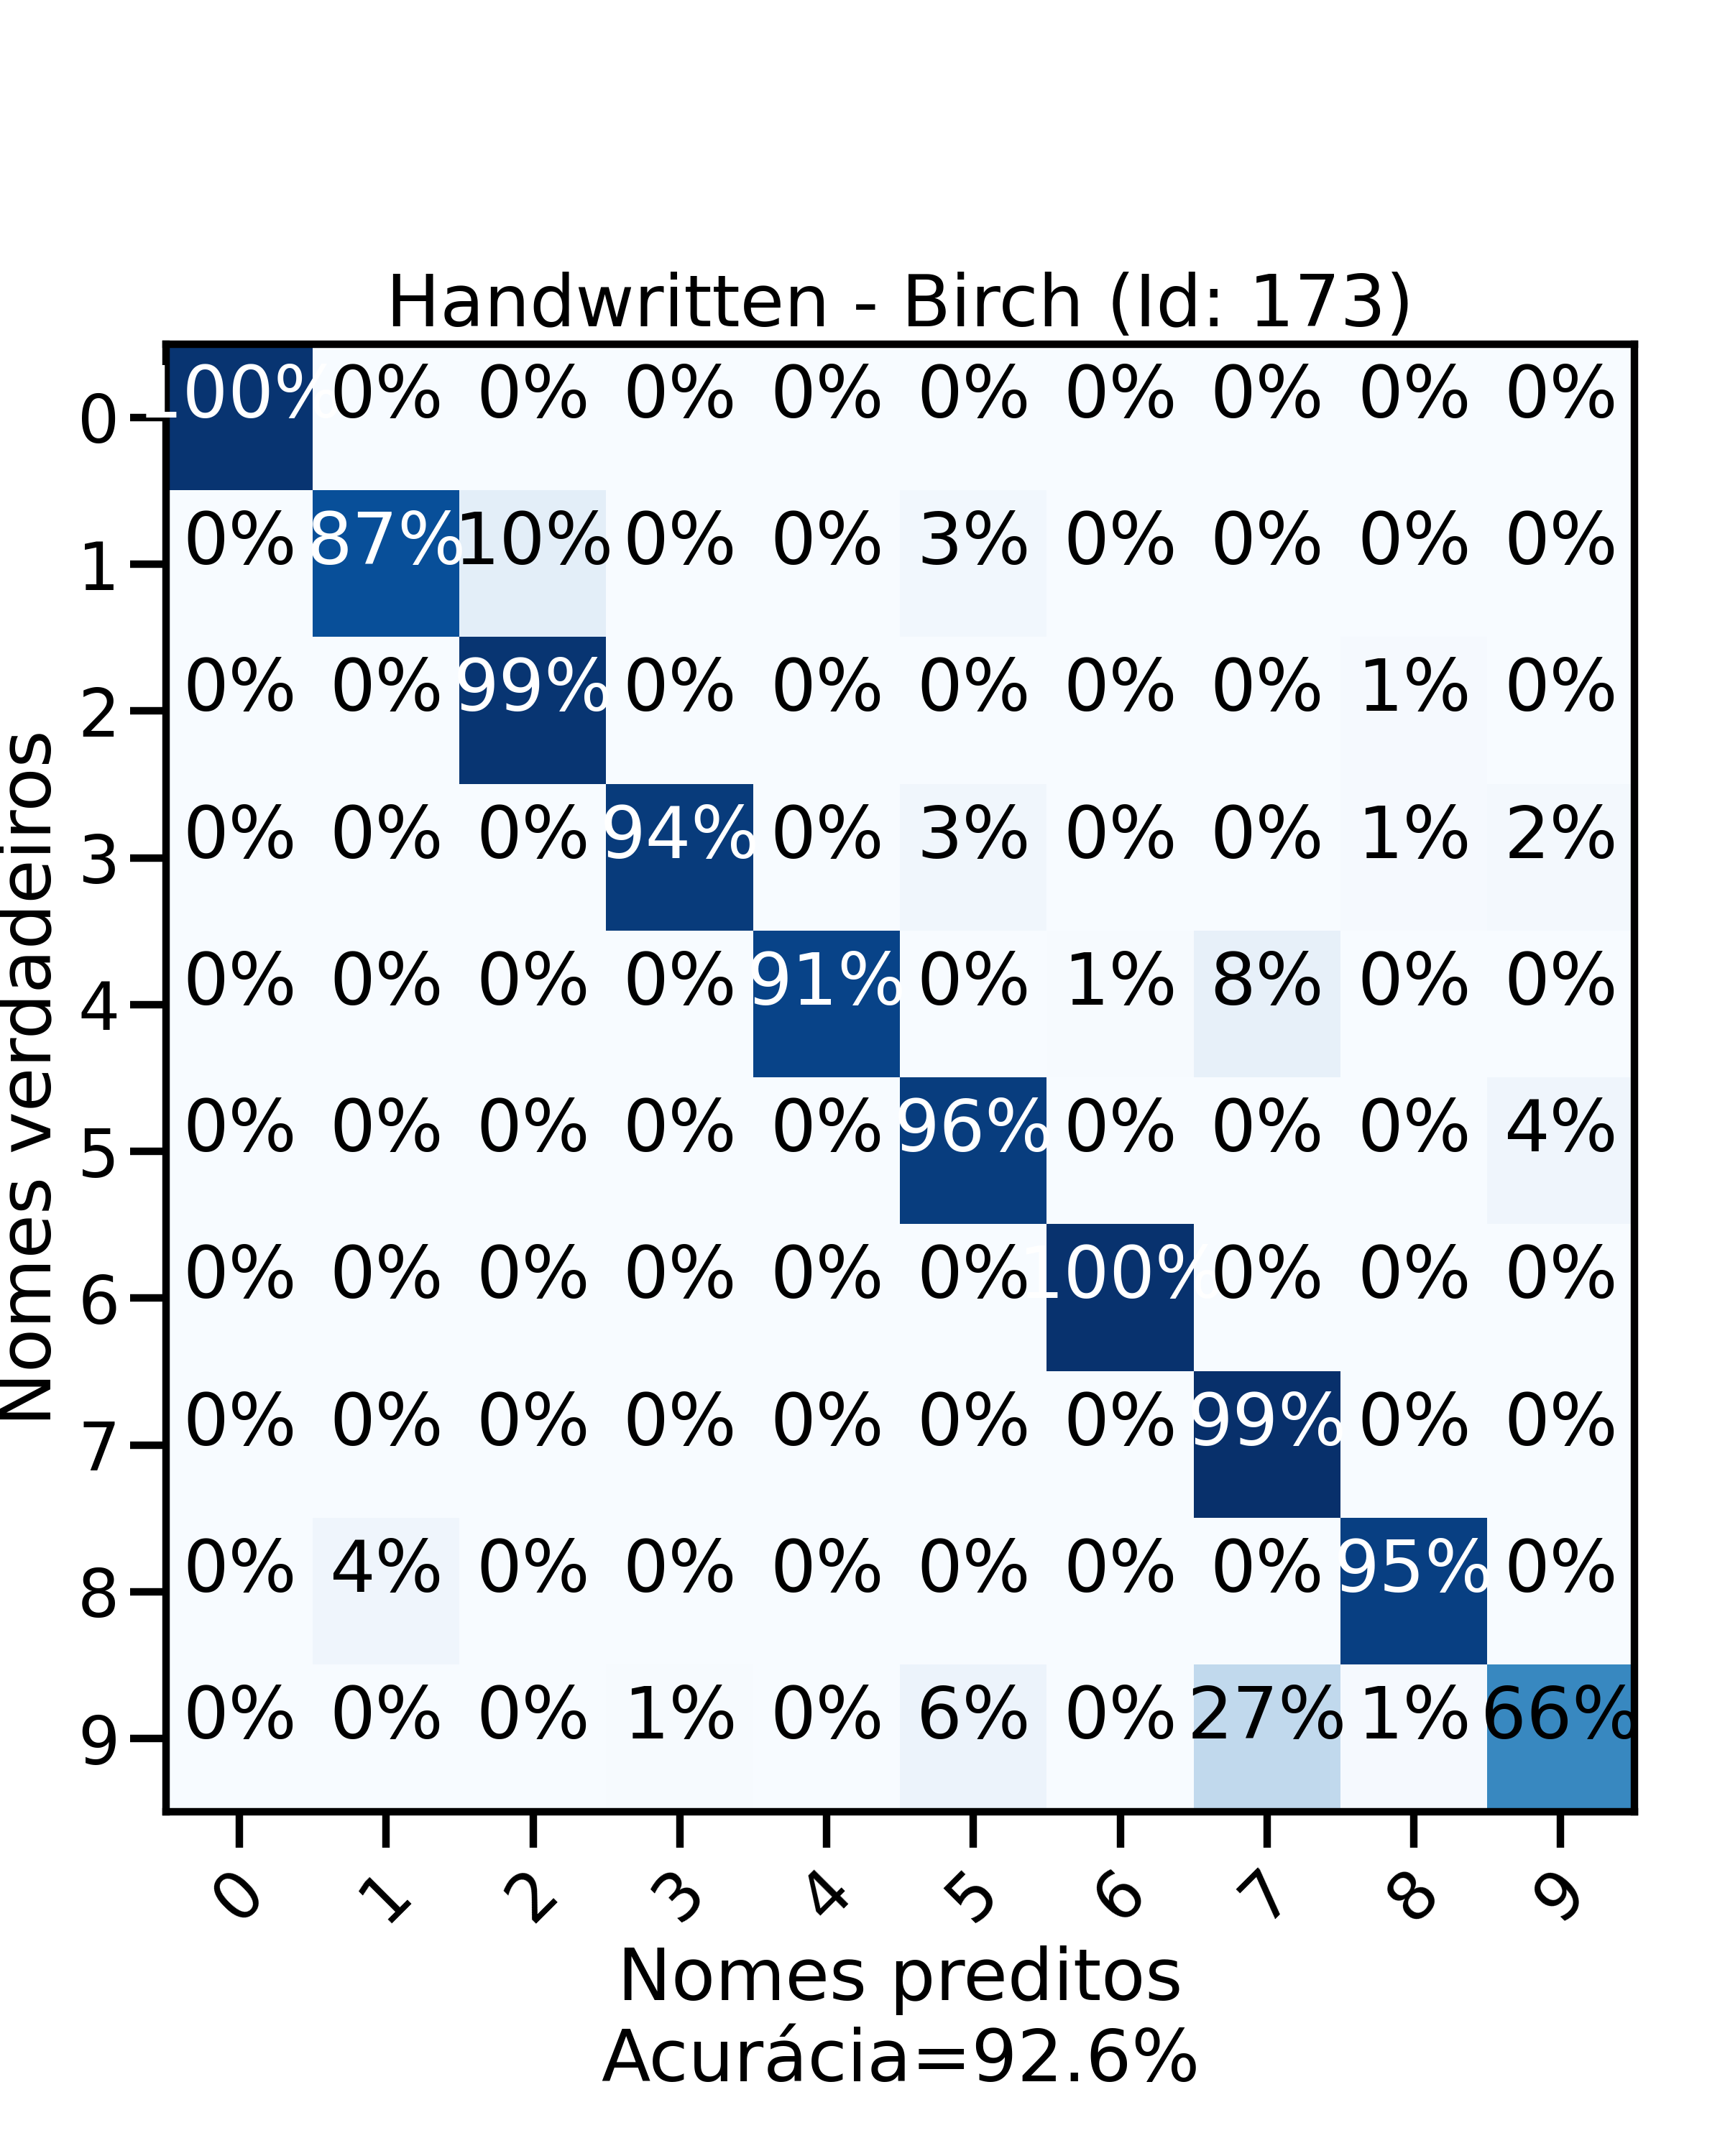 Handwritten - Birch (Id: 173)
Nomes verdadeiros
0 100% 0% 0% 0% 0% 0% 0% 0% 0% 0%
1 0% 87% 10% 0% 0% 3% 0% 0% 0% 0%
2 0% 0% 99% 0% 0% 0% 0% 0% 1% 0%
3 0% 0% 0% 94% 0% 3% 0% 0% 1% 2%
4 0% 0% 0% 0% 91% 0% 1% 8% 0% 0%
5 0% 0% 0% 0% 0% 96% 0% 0% 0% 4%
6 0% 0% 0% 0% 0% 0% 100% 0% 0% 0%
7 0% 0% 0% 0% 0% 0% 0% 99% 0% 0%
8 0% 4% 0% 0% 0% 0% 0% 0% 95% 0%
9 0% 0% 0% 1% 0% 6% 0% 27% 1% 66%
0 1 2 3 4 5 6 7 8 9
Nomes preditos
Acurácia=92.6%